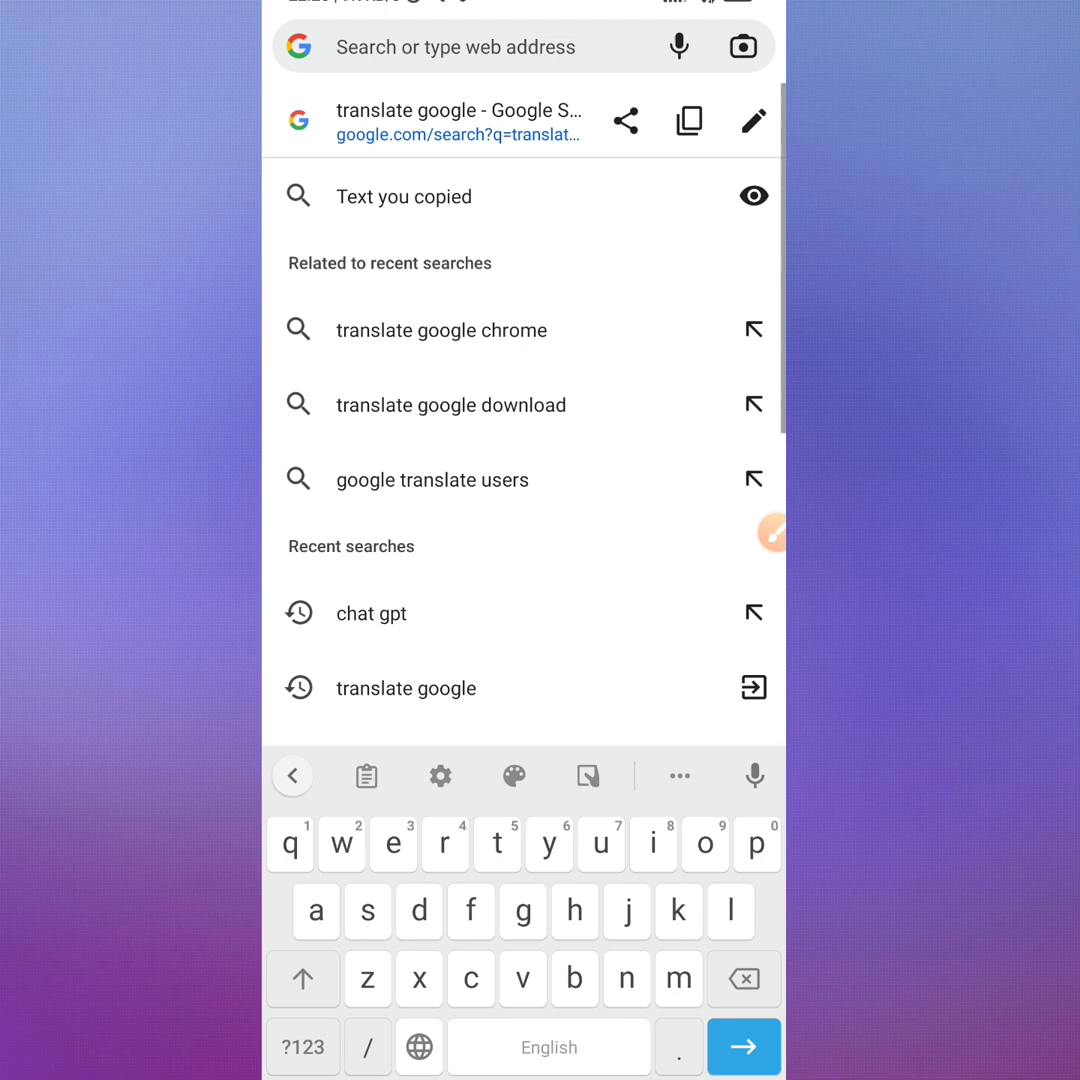 Search or type web address
translate google - Google S...
google.com/search?q=translat...
Text you copied
Related to recent searches
translate google chrome
translate google download
google translate users
Recent searches
chat gpt
translate google
1 2 3 4 5 6 7 8 9 0
q w e r t y u i o p
a s d f g h j k l
z x c v b n m
?123 / English .